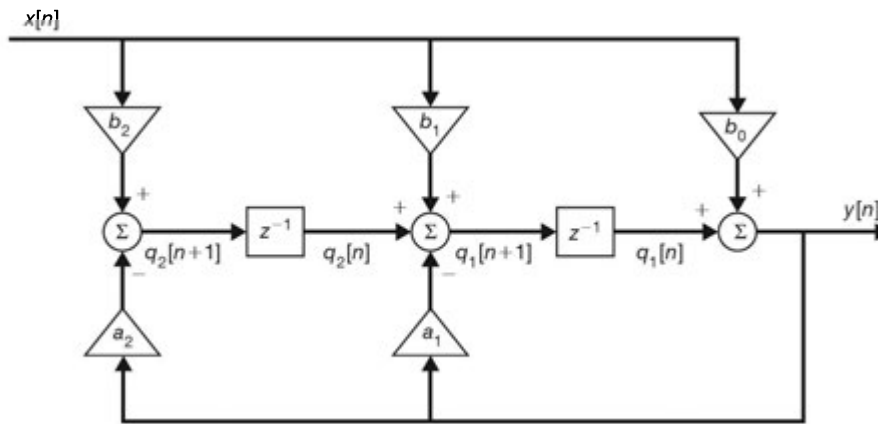 x[n]
b₂
b₁
b₀
+
+
+
Σ
q₂[n+1]
z⁻¹
q₂[n]
+
Σ
q₁[n+1]
z⁻¹
q₁[n]
+
Σ
y[n]
−
−
a₂
a₁